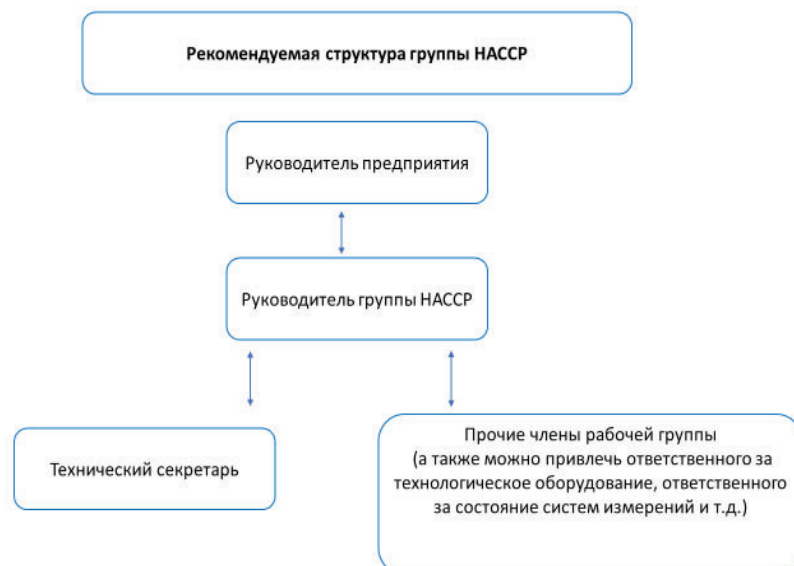 Рекомендуемая структура группы НАССР
Руководитель предприятия
Руководитель группы НАССР
Технический секретарь
Прочие члены рабочей группы
(а также можно привлечь ответственного за
технологическое оборудование, ответственного
за состояние систем измерений и т.д.)